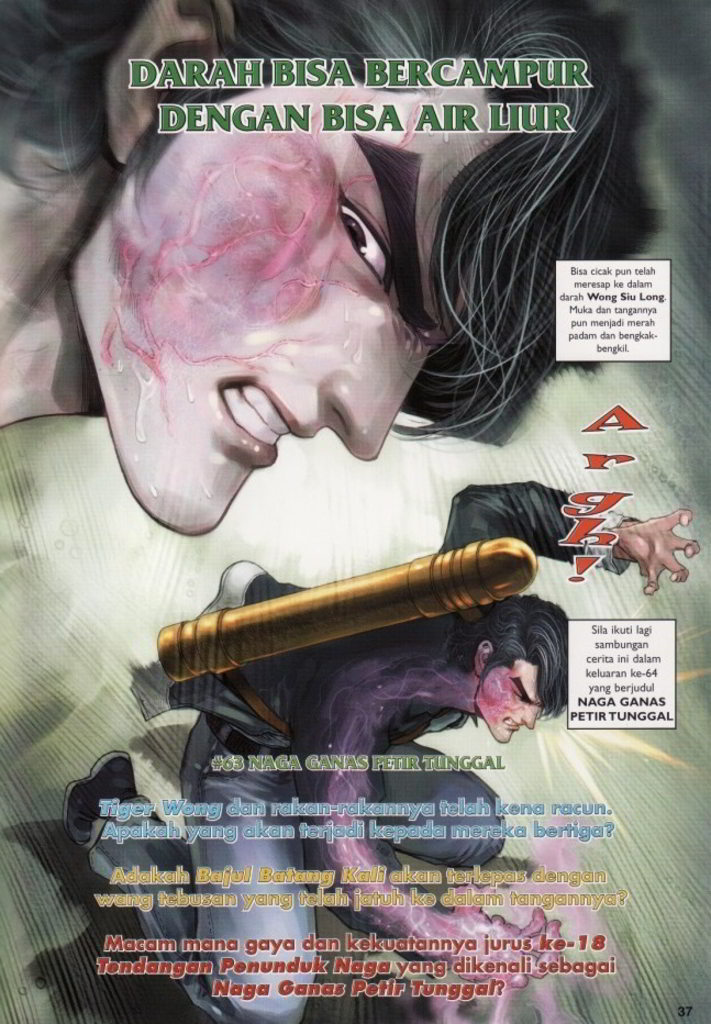 DARAH BISA BERCAMPUR
DENGAN BISA AIR LIUR
Bisa cicak pun telah
meresap ke dalam
darah Wong Siu Long.
Muka dan tangannya
pun menjadi merah
padam dan bengkak-
bengkil.
Argh!
Sila ikuti lagi
sambungan
cerita ini dalam
keluaran ke-64
yang berjudul
NAGA GANAS
PETIR TUNGGAL
#63 NAGA GANAS PETIR TUNGGAL
Tiger Wong dan rakan-rakannya telah kena racun.
Apakah yang akan terjadi kepada mereka bertiga?
Adakah Bajul Batang Kali akan terlepas dengan
wang tebusan yang telah jatuh ke dalam tangannya?
Macam mana gaya dan kekuatannya jurus ke-18
Tendangan Penunduk Naga yang dikenali sebagai
Naga Ganas Petir Tunggal?
37